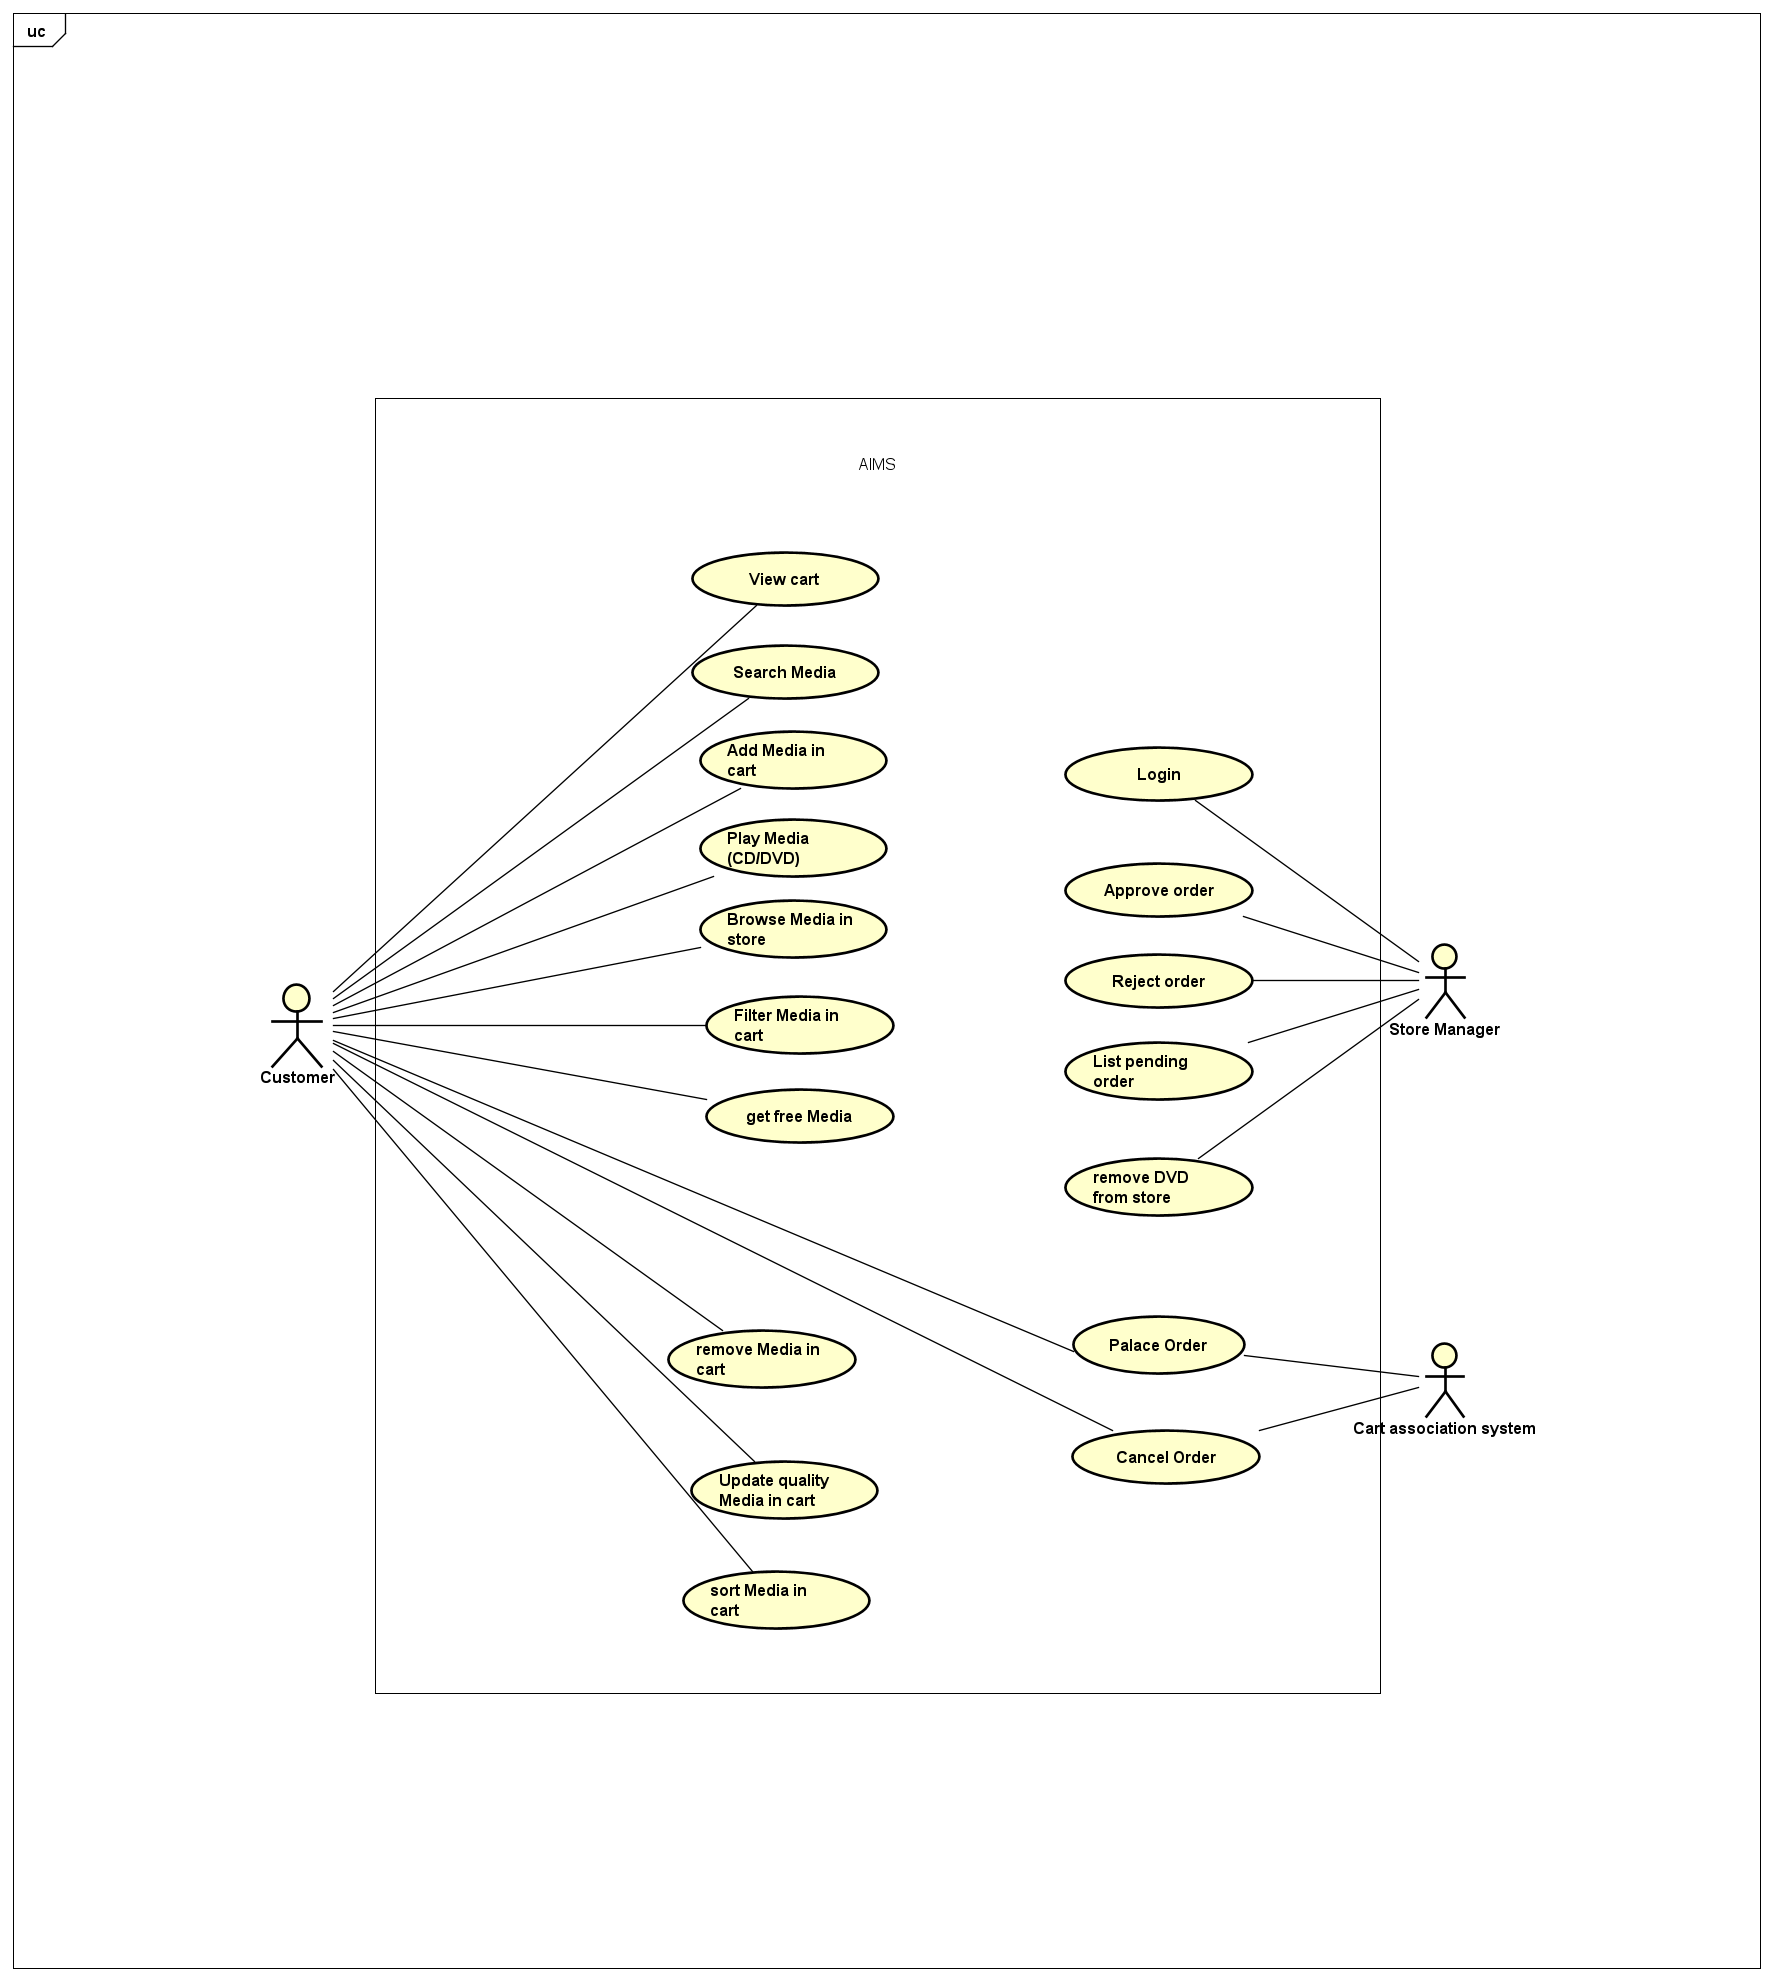 uc
AIMS
View cart
Search Media
Add Media in
cart
Play Media
(CD/DVD)
Browse Media in
store
Filter Media in
cart
get free Media
remove Media in
cart
Update quality
Media in cart
sort Media in
cart
Customer
Login
Approve order
Reject order
List pending
order
remove DVD
from store
Palace Order
Cancel Order
Store Manager
Cart association system